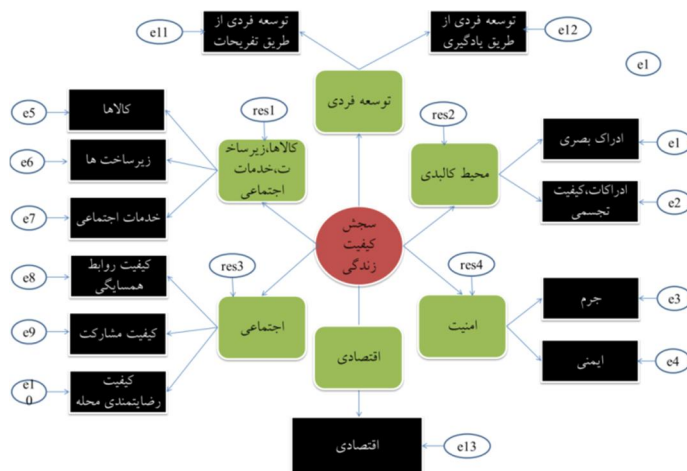 e11
توسعه فردی از
طریق تفریحات
توسعه فردی از
طریق یادگیری
e12
e1
e5
کالاها
res1
توسعه فردی
res2
e6
زیرساخت ها
کالاها,زیرساخ
ت,خدمات
اجتماعی
محیط کالبدی
ادراک بصری
e1
e7
خدمات اجتماعی
سجش
کیفیت
زندگی
ادراکات,کیفیت
تجسمی
e2
e8
کیفیت روابط
همسایگی
res3
res4
e9
کیفیت مشارکت
اجتماعی
امنیت
جرم
e3
e1
0
کیفیت
رضایتمندی محله
اقتصادی
ایمنی
e4
اقتصادی
e13